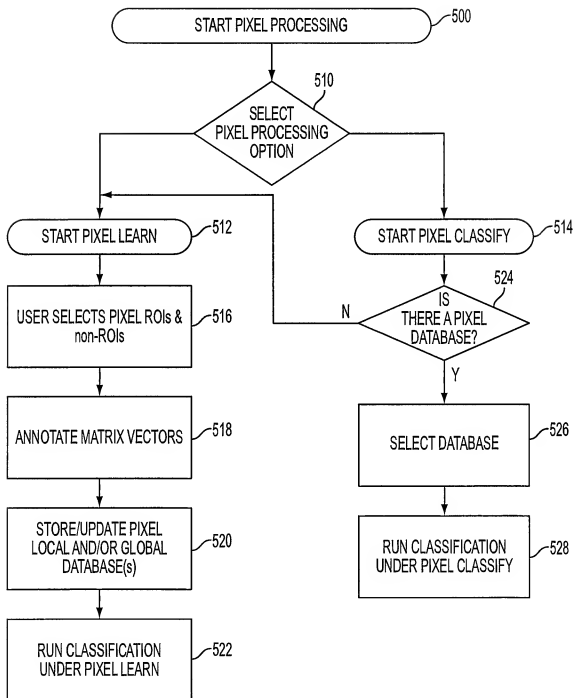 START PIXEL PROCESSING
500
510
SELECT
PIXEL PROCESSING
OPTION
START PIXEL LEARN
512
START PIXEL CLASSIFY
514
524
USER SELECTS PIXEL ROIs &
non-ROIs
516
N
IS
THERE A PIXEL
DATABASE?
Y
ANNOTATE MATRIX VECTORS
518
SELECT DATABASE
526
STORE/UPDATE PIXEL
LOCAL AND/OR GLOBAL
DATABASE(s)
520
RUN CLASSIFICATION
UNDER PIXEL CLASSIFY
528
RUN CLASSIFICATION
UNDER PIXEL LEARN
522